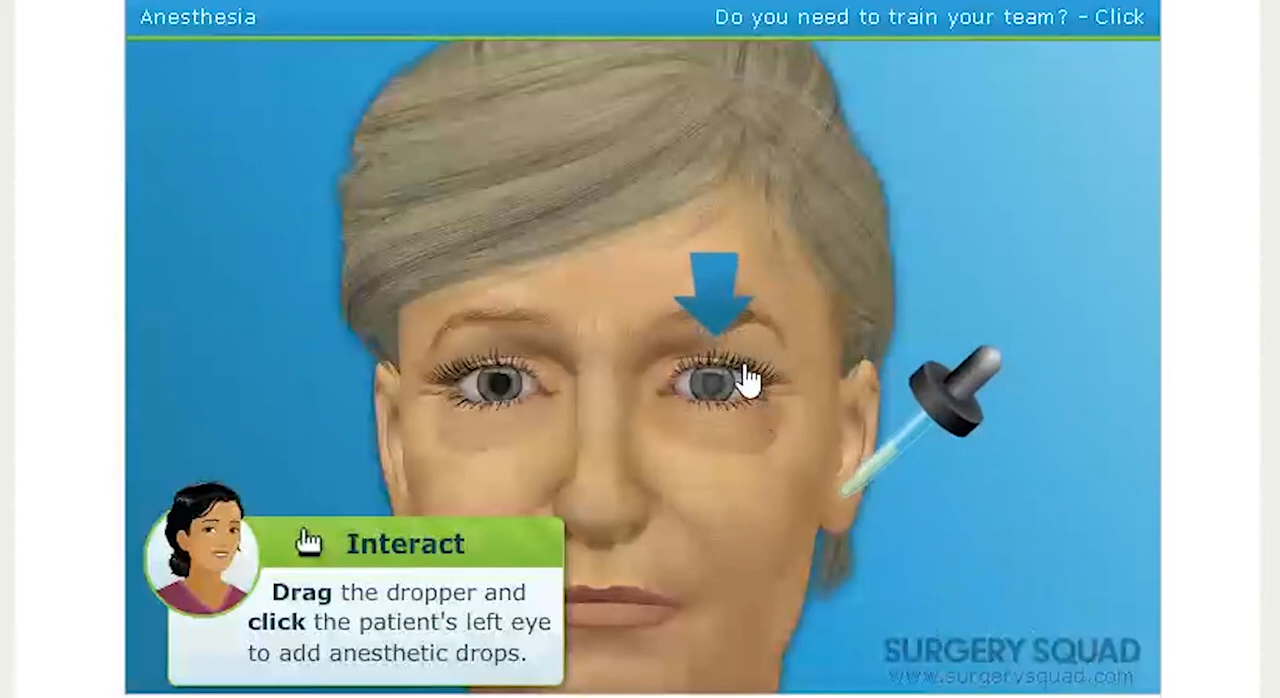 Anesthesia
Do you need to train your team? – Click
Interact
Drag the dropper and
click the patient's left eye
to add anesthetic drops.
SURGERY SQUAD
www.surgerysquad.com